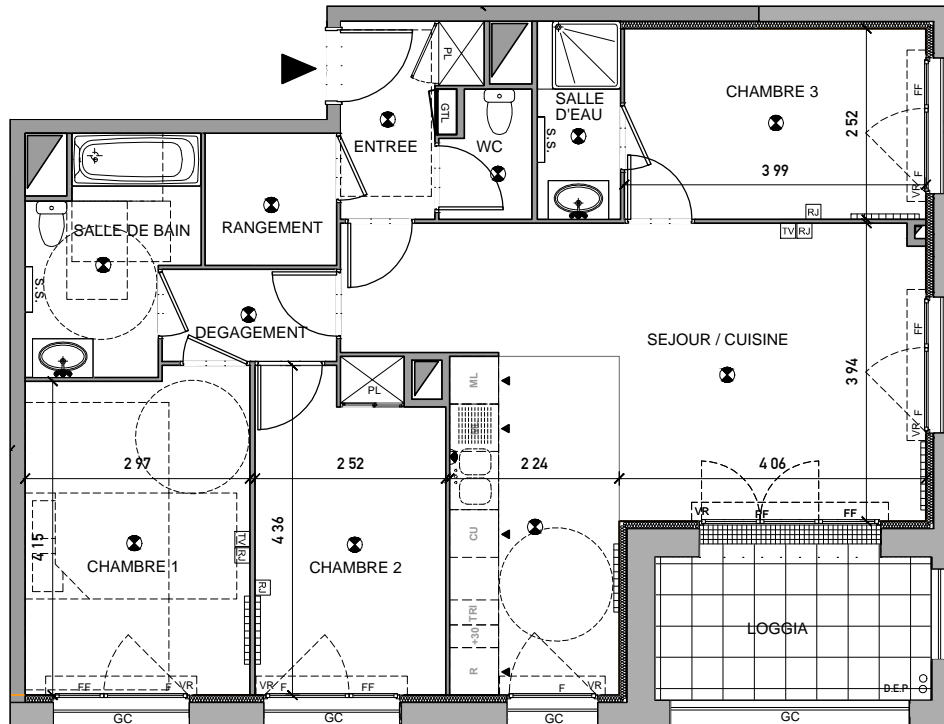 PL
GTL
ENTREE
WC
SALLE
D'EAU
S.S.
CHAMBRE 3
2 52
3 99
FF
VR F
RJ
TV RJ
SALLE DE BAIN
RANGEMENT
S.S.
DEGAGEMENT
SEJOUR / CUISINE
FF
3 94
VR F
PL
ML
2 97
2 52
2 24
4 06
4 15
4 36
VR
PF
FF
CU
TV
RJ
RJ
CHAMBRE 1
CHAMBRE 2
TRI
+30
R
LOGGIA
FF
F
VR
VR
F
FF
F
VR
D.E.P
GC
GC
GC
GC